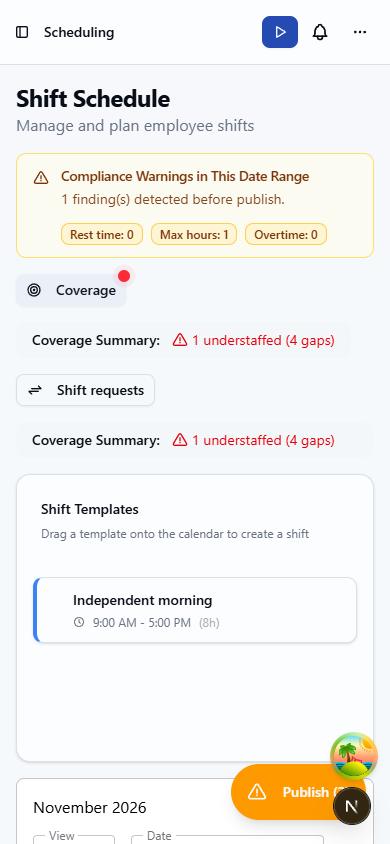 Scheduling
Shift Schedule
Manage and plan employee shifts
Compliance Warnings in This Date Range
1 finding(s) detected before publish.
Rest time: 0
Max hours: 1
Overtime: 0
Coverage
Coverage Summary: 1 understaffed (4 gaps)
Shift requests
Coverage Summary: 1 understaffed (4 gaps)
Shift Templates
Drag a template onto the calendar to create a shift
Independent morning
9:00 AM - 5:00 PM (8h)
Publish
N
November 2026
View
Date